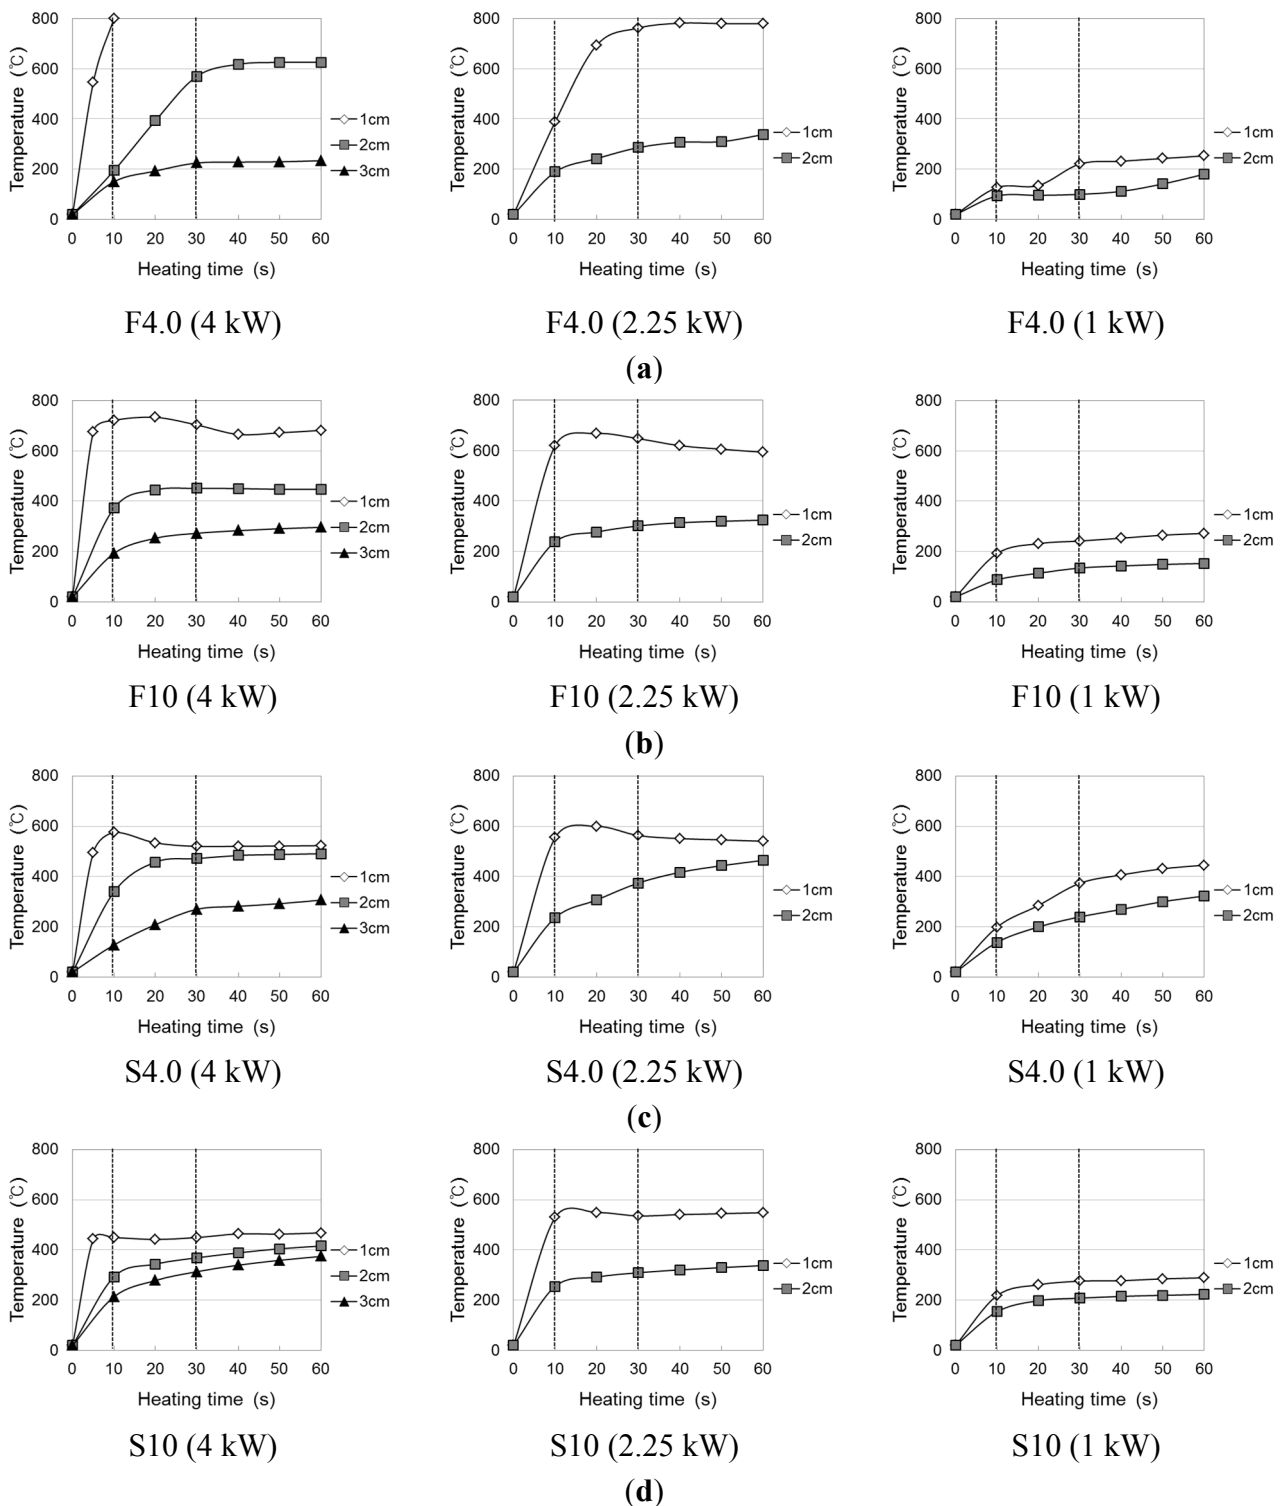 800
600
400
200
0
Temperature (℃)
0 10 20 30 40 50 60
Heating time (s)
1cm
2cm
3cm
F4.0 (4 kW)
800
600
400
200
0
Temperature (℃)
0 10 20 30 40 50 60
Heating time (s)
1cm
2cm
F4.0 (2.25 kW)
800
600
400
200
0
Temperature (℃)
0 10 20 30 40 50 60
Heating time (s)
1cm
2cm
F4.0 (1 kW)
(a)
800
600
400
200
0
Temperature (℃)
0 10 20 30 40 50 60
Heating time (s)
1cm
2cm
3cm
F10 (4 kW)
800
600
400
200
0
Temperature (℃)
0 10 20 30 40 50 60
Heating time (s)
1cm
2cm
F10 (2.25 kW)
800
600
400
200
0
Temperature (℃)
0 10 20 30 40 50 60
Heating time (s)
1cm
2cm
F10 (1 kW)
(b)
800
600
400
200
0
Temperature (℃)
0 10 20 30 40 50 60
Heating time (s)
1cm
2cm
3cm
S4.0 (4 kW)
800
600
400
200
0
Temperature (℃)
0 10 20 30 40 50 60
Heating time (s)
1cm
2cm
S4.0 (2.25 kW)
800
600
400
200
0
Temperature (℃)
0 10 20 30 40 50 60
Heating time (s)
1cm
2cm
S4.0 (1 kW)
(c)
800
600
400
200
0
Temperature (℃)
0 10 20 30 40 50 60
Heating time (s)
1cm
2cm
3cm
S10 (4 kW)
800
600
400
200
0
Temperature (℃)
0 10 20 30 40 50 60
Heating time (s)
1cm
2cm
S10 (2.25 kW)
800
600
400
200
0
Temperature (℃)
0 10 20 30 40 50 60
Heating time (s)
1cm
2cm
S10 (1 kW)
(d)